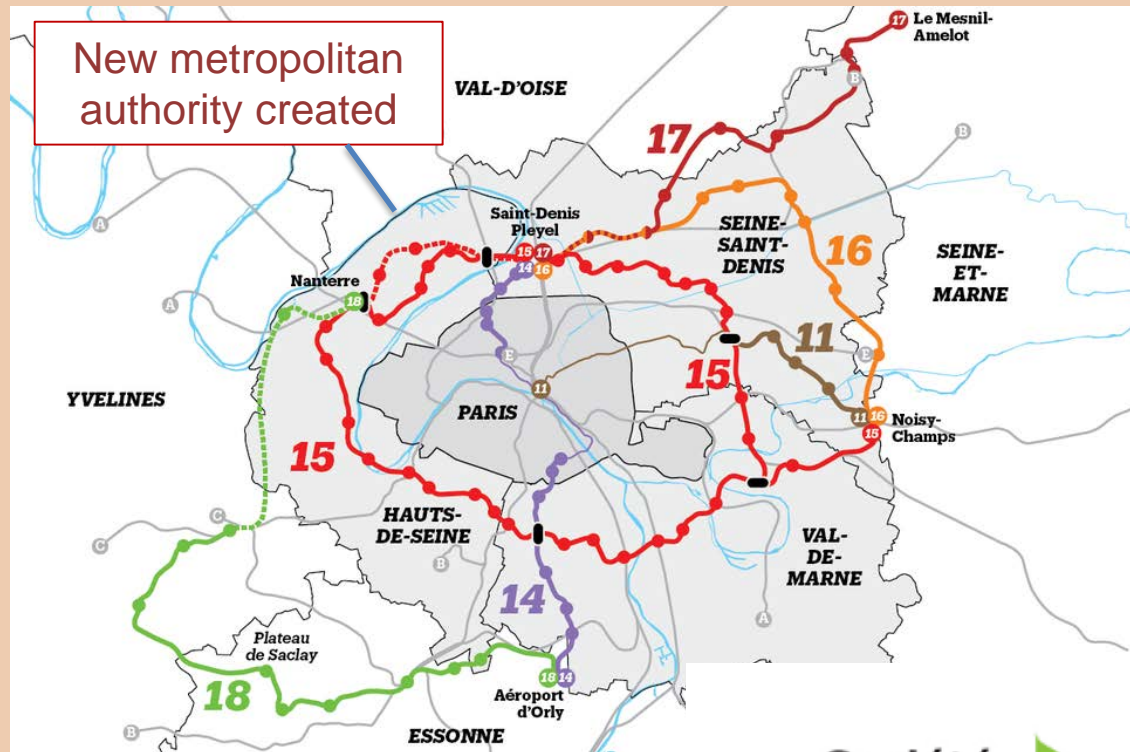 New metropolitan
authority created
17
Le Mesnil-
Amelot
B
VAL-D'OISE
17
B
A
Saint-Denis
Pleyel
15 17
14 16
SEINE-
SAINT-
DENIS
16
SEINE-
ET-
MARNE
Nanterre
18
A
E
11
E
15
11
YVELINES
PARIS
11 16
15
Noisy-
Champs
15
C
C
HAUTS-
DE-SEINE
B
VAL-
DE-
MARNE
14
A
Plateau
de Saclay
18
18 14
Aéroport
d'Orly
B
ESSONNE